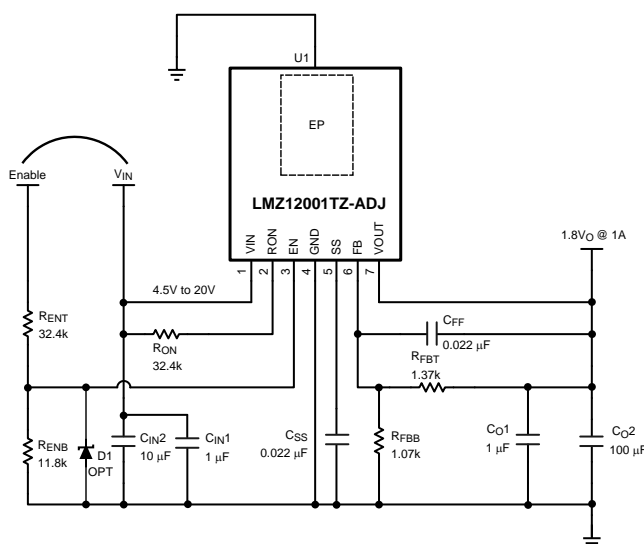 U1
EP
LMZ12001TZ-ADJ
VIN
RON
EN
GND
SS
FB
VOUT
1
2
3
4
5
6
7
Enable
VIN
4.5V to 20V
1.8VO @ 1A
RENT
32.4k
RON
32.4k
CFF
0.022 µF
RFBT
1.37k
RENB
11.8k
D1
OPT
CIN2
10 µF
CIN1
1 µF
CSS
0.022 µF
RFBB
1.07k
CO1
1 µF
CO2
100 µF